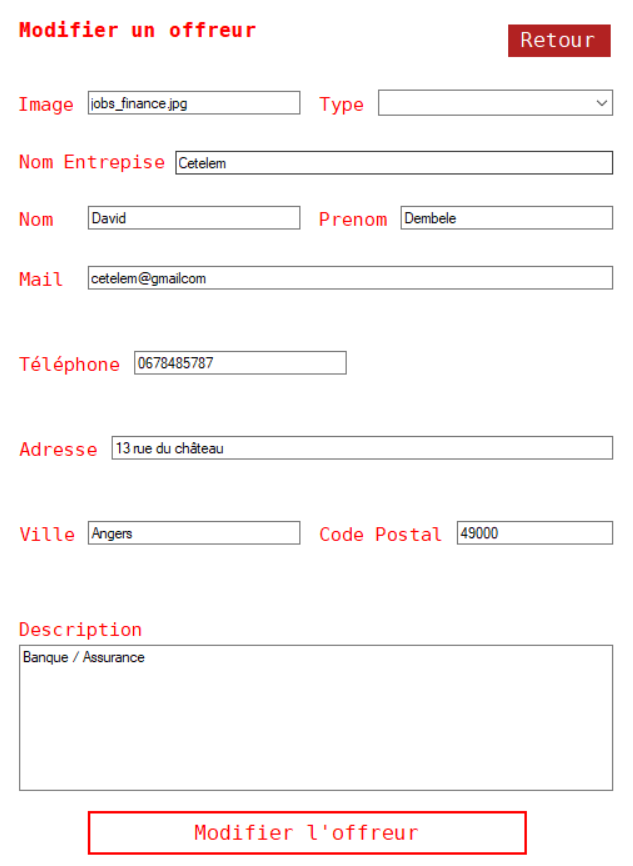 Modifier un offreur
Retour
Image jobs_finance.jpg Type
Nom Entrepise Cetelem
Nom David Prenom Dembele
Mail cetelem@gmailcom
Téléphone 0678485787
Adresse 13 rue du château
Ville Angers Code Postal 49000
Description
Banque / Assurance
Modifier l'offreur